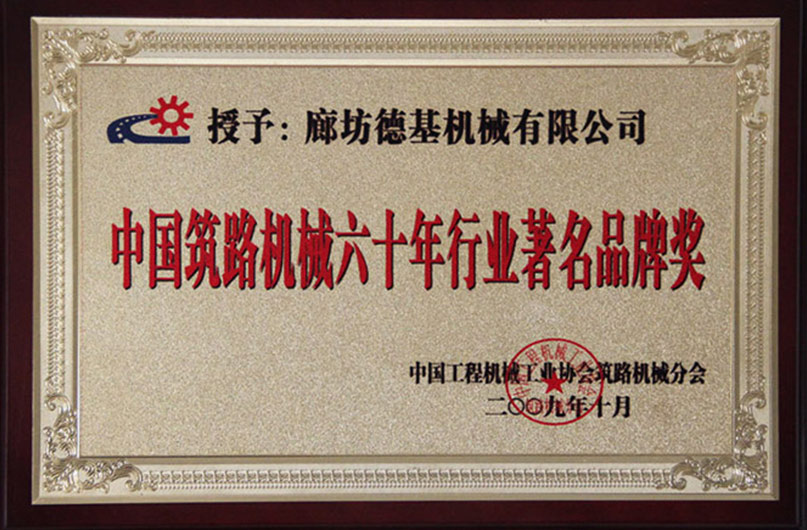 授予：廊坊德基机械有限公司
中国筑路机械六十年行业著名品牌奖
中国工程机械工业协会筑路机械分会
二〇〇九年十月